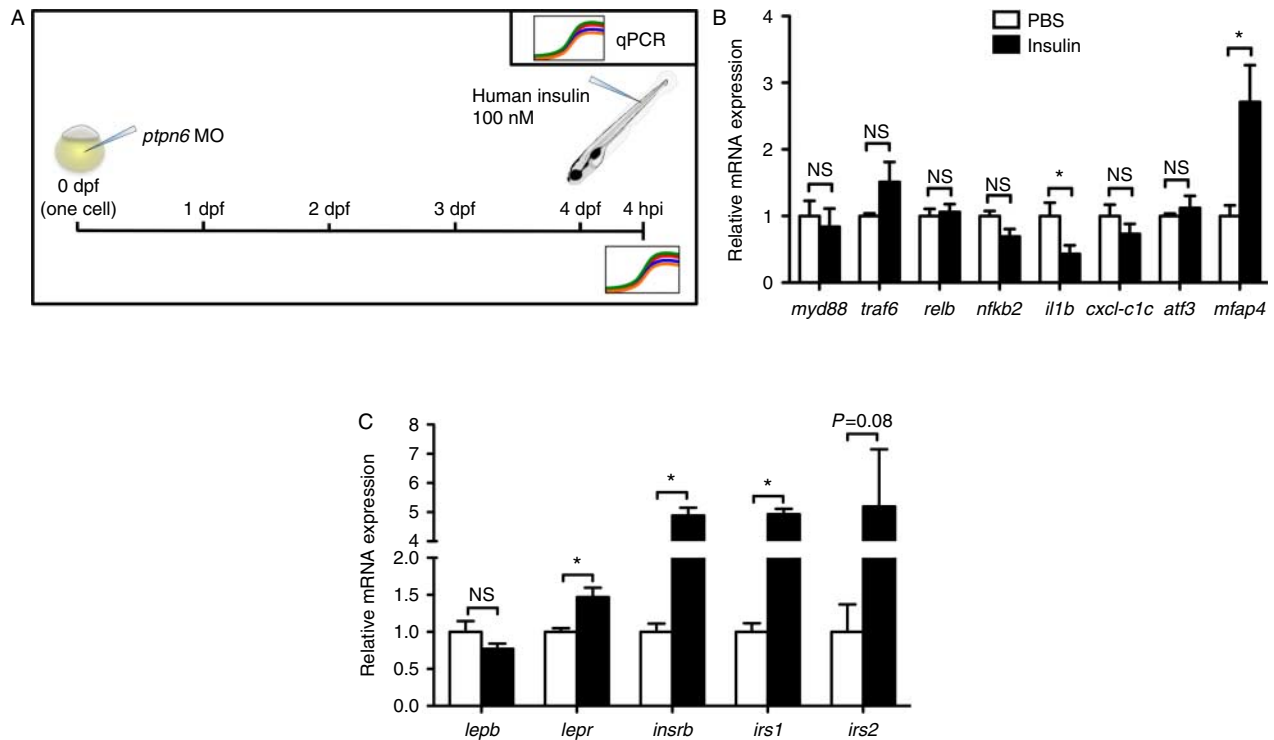 A
qPCR
Human insulin
100 nM
ptpn6 MO
0 dpf
(one cell)
1 dpf
2 dpf
3 dpf
4 dpf
4 hpi
B
PBS
Insulin
Relative mRNA expression
4
3
2
1
0
NS
NS
NS
NS
*
NS
NS
*
myd88
traf6
relb
nfkb2
il1b
cxcl-c1c
atf3
mfap4
C
Relative mRNA expression
8
7
6
5
4
2.0
1.5
1.0
0.5
0.0
NS
*
*
*
P=0.08
lepb
lepr
insrb
irs1
irs2